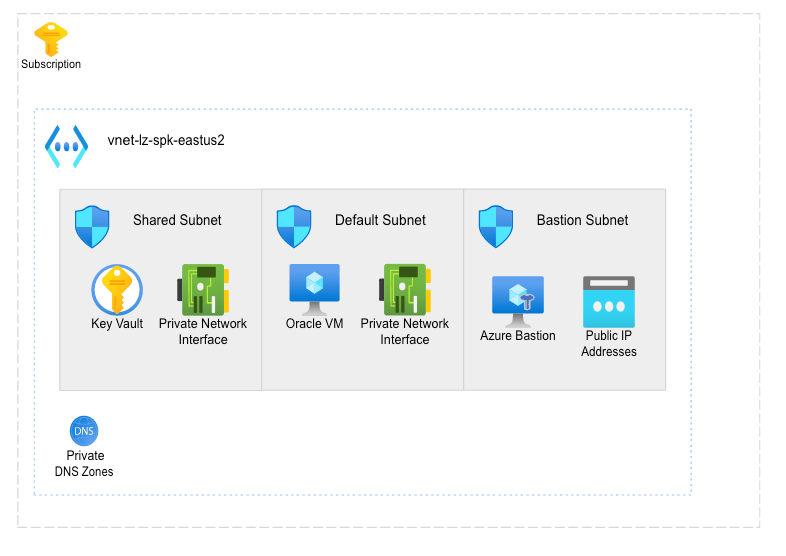 Subscription
vnet-lz-spk-eastus2
Shared Subnet
Default Subnet
Bastion Subnet
Key Vault
Private Network
Interface
Oracle VM
Private Network
Interface
Azure Bastion
Public IP
Addresses
DNS
Private
DNS Zones